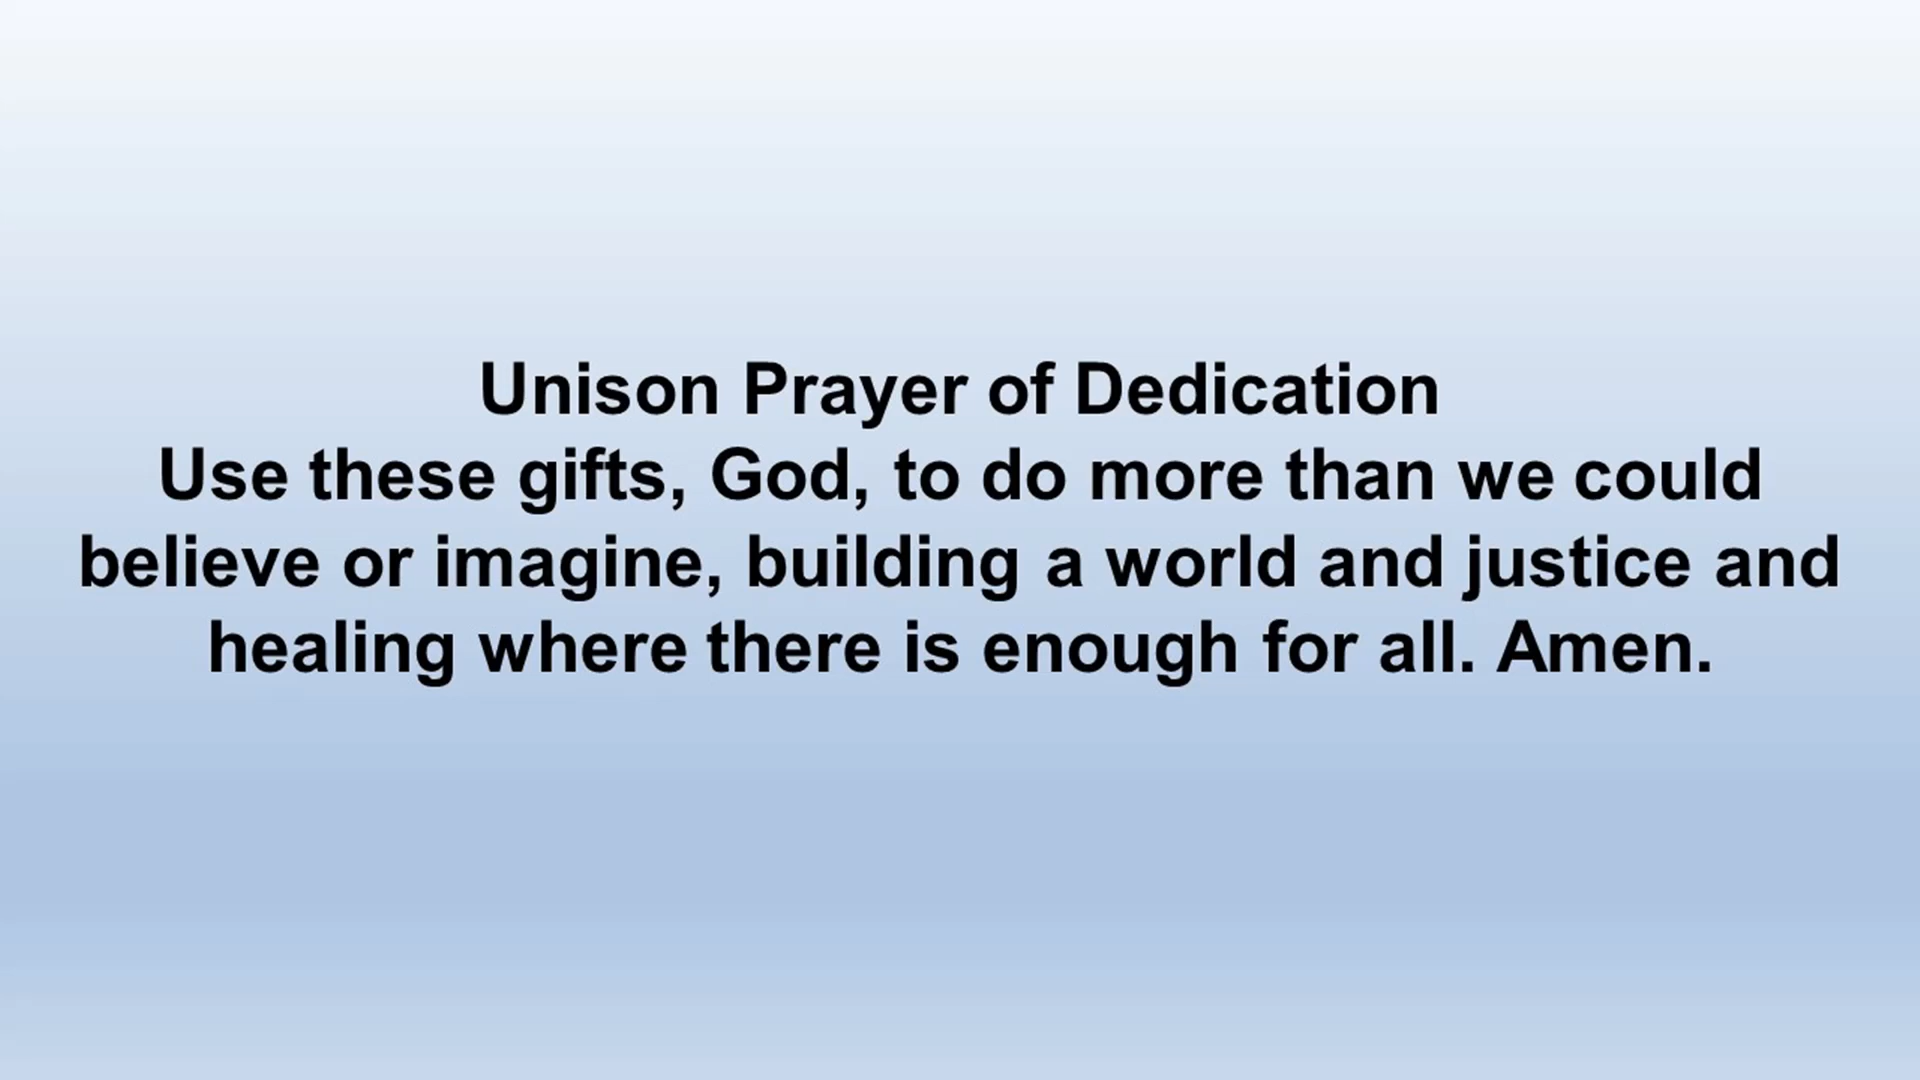 Unison Prayer of Dedication
Use these gifts, God, to do more than we could
believe or imagine, building a world and justice and
healing where there is enough for all. Amen.